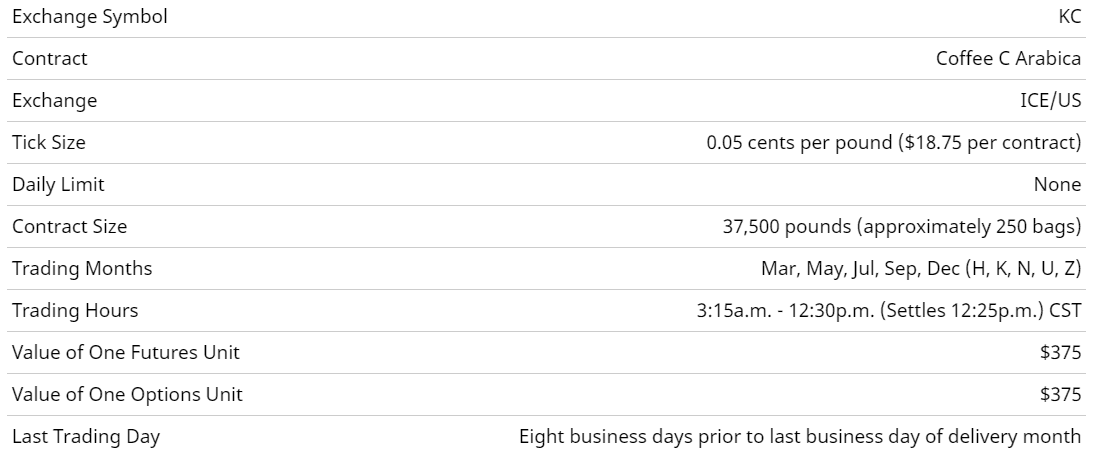 Exchange Symbol KC
Contract Coffee C Arabica
Exchange ICE/US
Tick Size 0.05 cents per pound ($18.75 per contract)
Daily Limit None
Contract Size 37,500 pounds (approximately 250 bags)
Trading Months Mar, May, Jul, Sep, Dec (H, K, N, U, Z)
Trading Hours 3:15a.m. - 12:30p.m. (Settles 12:25p.m.) CST
Value of One Futures Unit $375
Value of One Options Unit $375
Last Trading Day Eight business days prior to last business day of delivery month